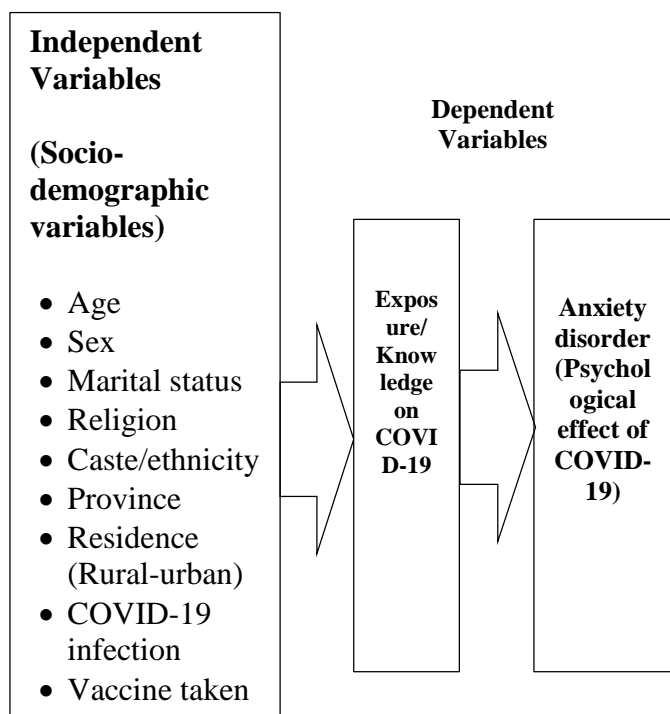 Independent
Variables
(Socio-
demographic
variables)
• Age
• Sex
• Marital status
• Religion
• Caste/ethnicity
• Province
• Residence
(Rural-urban)
• COVID-19
infection
• Vaccine taken
Dependent
Variables
Expos
ure/
Know
ledge
on
COVI
D-19
Anxiety
disorder
(Psychol
ogical
effect of
COVID-
19)